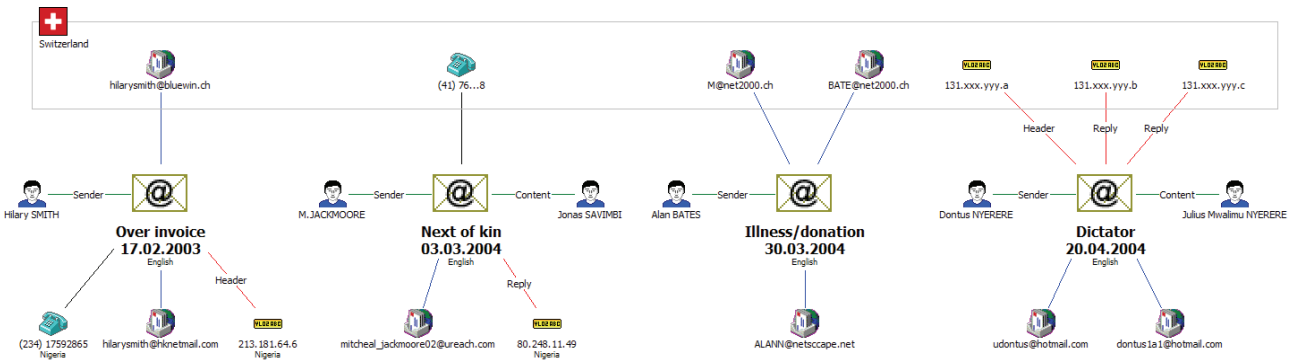 Switzerland
hilarysmith@bluewin.ch
(41) 76...8
M@net2000.ch
BATE@net2000.ch
131.xxx.yyy.a
131.xxx.yyy.b
131.xxx.yyy.c
Header
Reply
Reply
Sender
Sender
Content
Sender
Sender
Content
Hilary SMITH
M.JACKMOORE
Jonas SAVIMBI
Alan BATES
Dontus NYERERE
Julius Mwalimu NYERERE
Over invoice
17.02.2003
English
Next of kin
03.03.2004
English
Illness/donation
30.03.2004
English
Dictator
20.04.2004
English
Header
Reply
(234) 17592865
Nigeria
hilarysmith@hknetmail.com
213.181.64.6
Nigeria
mitcheal_jackmoore02@ureach.com
80.248.11.49
Nigeria
ALANN@netsccape.net
udontus@hotmail.com
dontus1a1@hotmail.com